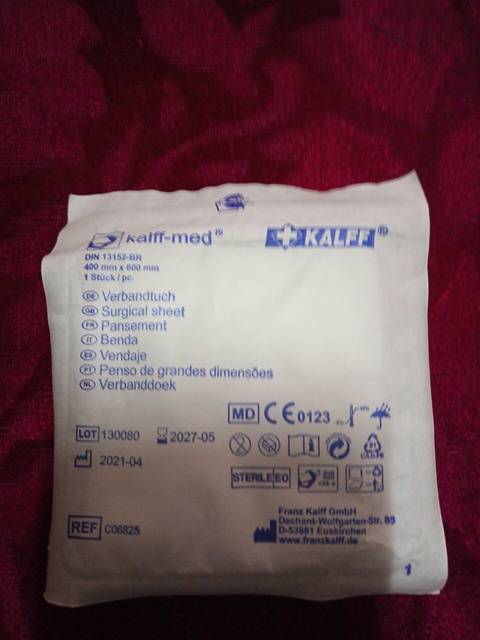 kalff-med®
KALFF®
DIN 13152-BR
400 mm x 600 mm
1 Stück / pc.
DE Verbandtuch
GB Surgical sheet
FR Pansement
IT Benda
ES Vendaje
PT Penso de grandes dimensões
NL Verbanddoek
MD CE 0123
LOT 130080 2027-05
2021-04
STERILE EO
REF C06825
Franz Kalff GmbH
Dechant-Wolfgarten-Str.
D-53881 Euskirchen
www.franzkalff.de
1